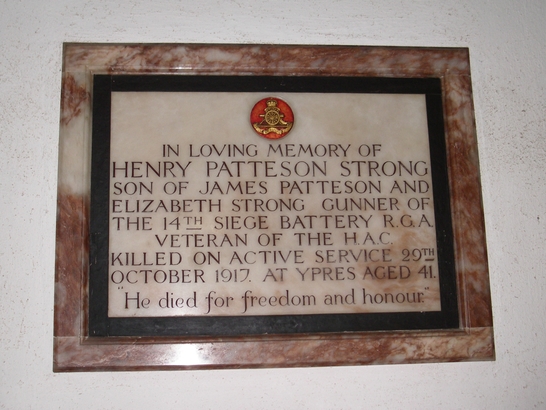 IN LOVING MEMORY OF
HENRY PATTESON STRONG
SON OF JAMES PATTESON AND
ELIZABETH STRONG GUNNER OF
THE 14TH SIEGE BATTERY R.G.A.
VETERAN OF THE H.A.C.
KILLED ON ACTIVE SERVICE 29TH
OCTOBER 1917. AT YPRES AGED 41.
"He died for freedom and honour"